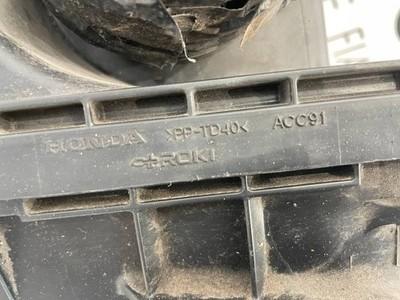 HONDA >PP-TD40< ACC91
ROKI